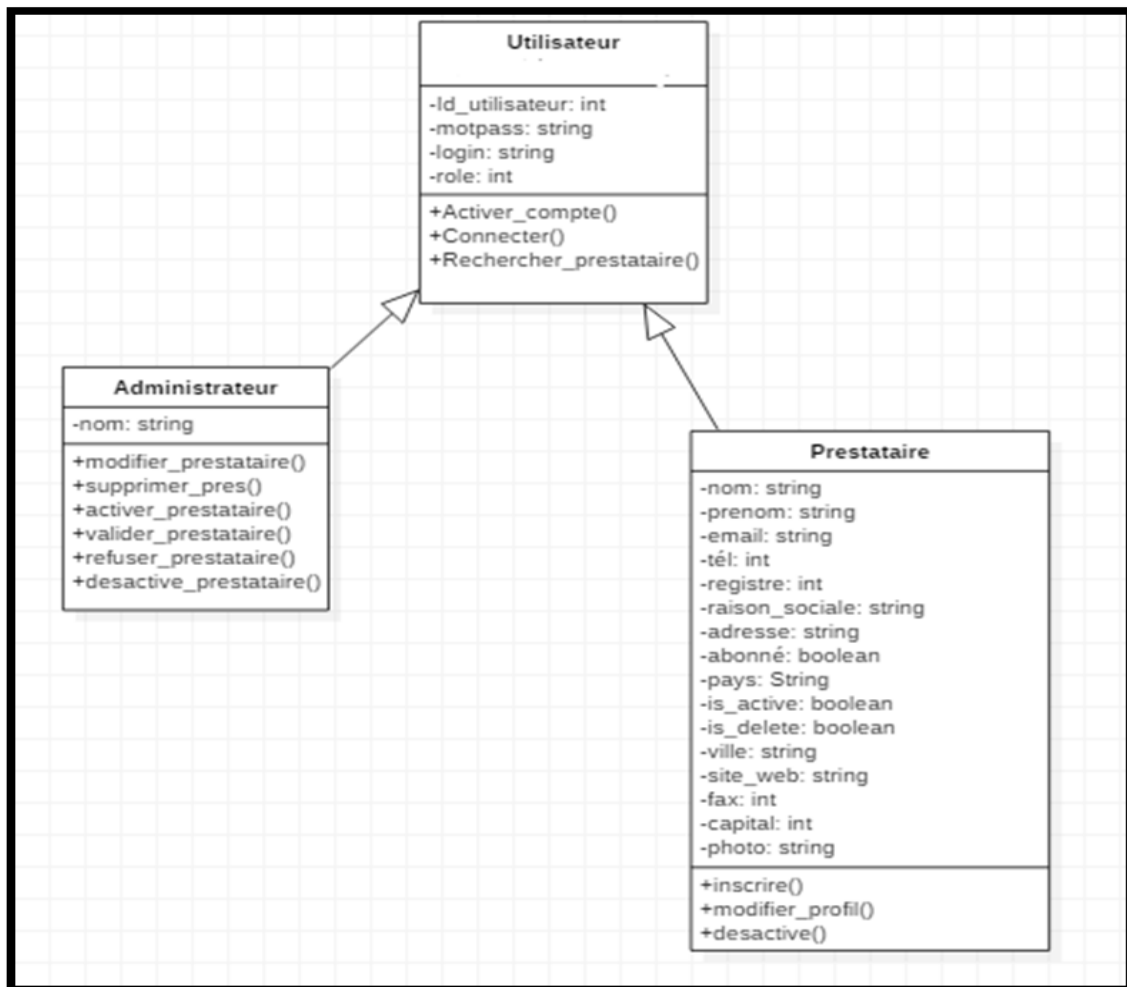 Utilisateur
-Id_utilisateur: int
-motpass: string
-login: string
-role: int
+Activer_compte()
+Connecter()
+Rechercher_prestataire()
Administrateur
-nom: string
+modifier_prestataire()
+supprimer_pres()
+activer_prestataire()
+valider_prestataire()
+refuser_prestataire()
+desactive_prestataire()
Prestataire
-nom: string
-prenom: string
-email: string
-tél: int
-registre: int
-raison_sociale: string
-adresse: string
-abonné: boolean
-pays: String
-is_active: boolean
-is_delete: boolean
-ville: string
-site_web: string
-fax: int
-capital: int
-photo: string
+inscrire()
+modifier_profil()
+desactive()